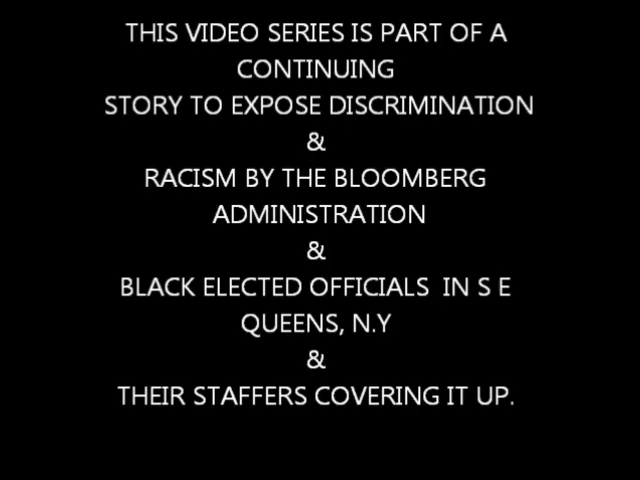 THIS VIDEO SERIES IS PART OF A
CONTINUING
STORY TO EXPOSE DISCRIMINATION
&
RACISM BY THE BLOOMBERG
ADMINISTRATION
&
BLACK ELECTED OFFICIALS  IN S E
QUEENS, N.Y
&
THEIR STAFFERS COVERING IT UP.